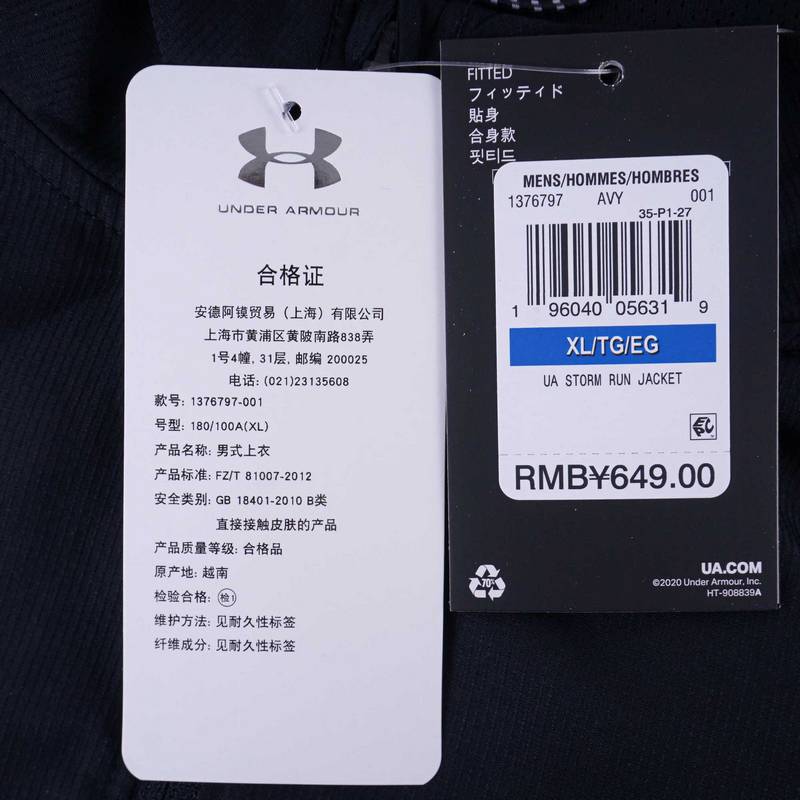 UNDER ARMOUR
合格证
安德阿镆贸易（上海）有限公司
上海市黄浦区黄陂南路838弄
1号4幢, 31层, 邮编 200025
电话: (021)23135608
款号: 1376797-001
号型: 180/100A(XL)
产品名称: 男式上衣
产品标准: FZ/T 81007-2012
安全类别: GB 18401-2010 B类
直接接触皮肤的产品
产品质量等级: 合格品
原产地: 越南
检验合格: 检1
维护方法: 见耐久性标签
纤维成分: 见耐久性标签
FITTED
フィッティド
貼身
合身款
핏티드
MENS/HOMMES/HOMBRES
1376797 AVY 001
35-P1-27
1 96040 05631 9
XL/TG/EG
UA STORM RUN JACKET
EPC
RMB¥649.00
70%
UA.COM
©2020 Under Armour, Inc.
HT-908839A